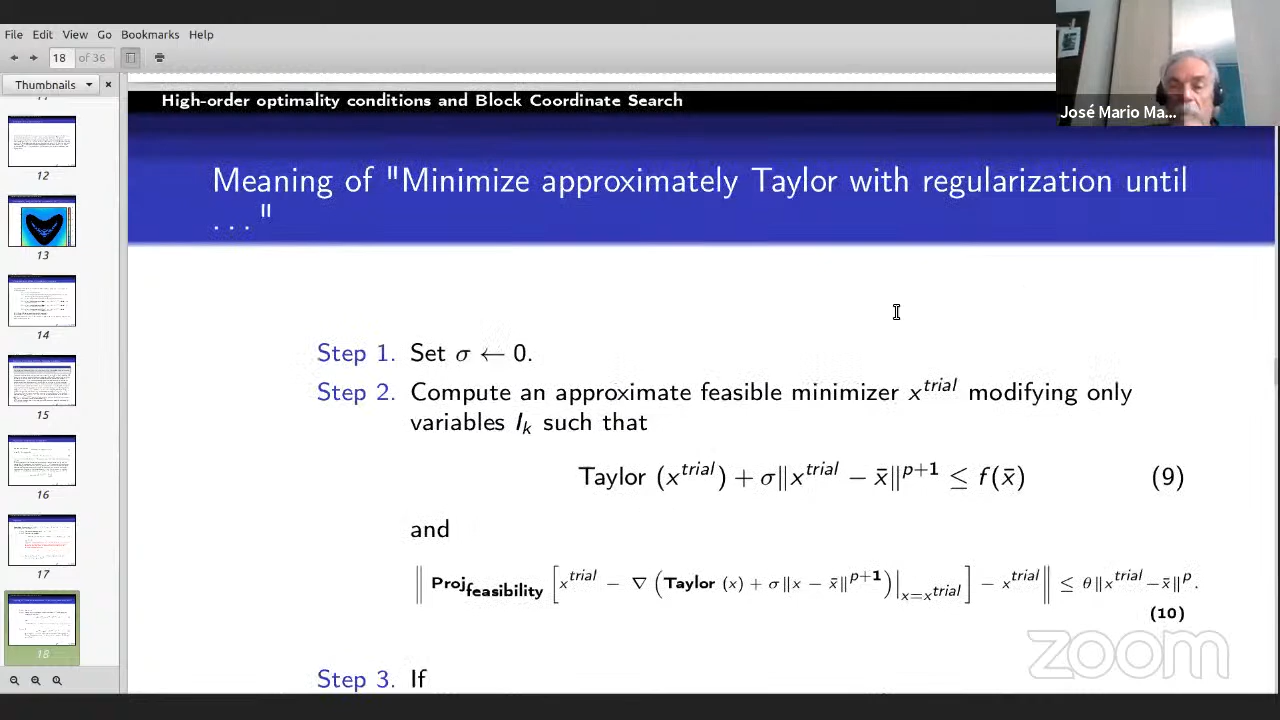 File Edit View Go Bookmarks Help
18 of 36
Thumbnails
High-order optimality conditions and Block Coordinate Search
José Mario Ma...
Meaning of "Minimize approximately Taylor with regularization until
..."
Step 1. Set σ ← 0.
Step 2. Compute an approximate feasible minimizer x^trial modifying only
variables I_k such that
Taylor (x^trial) + σ‖x^trial − x̄‖^p+1 ≤ f(x̄) (9)
and
‖ Proj_feasibility [x^trial − ∇ (Taylor (x) + σ‖x − x̄‖^p+1)|_x=x^trial] − x^trial‖ ≤ θ‖x^trial − x̄‖^p.
(10)
Step 3. If
12
13
14
15
16
17
18
zoom